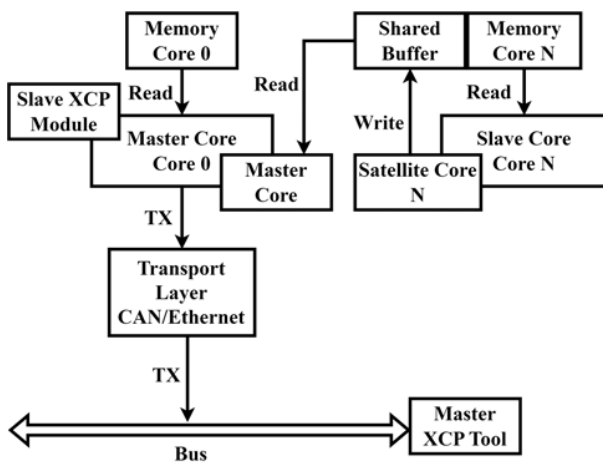 Memory
Core 0
Shared
Buffer
Memory
Core N
Read
Read
Read
Slave XCP
Module
Master Core
Core 0
Write
Slave Core
Core N
Master
Core
Satellite Core
N
TX
Transport
Layer
CAN/Ethernet
TX
Master
XCP Tool
Bus